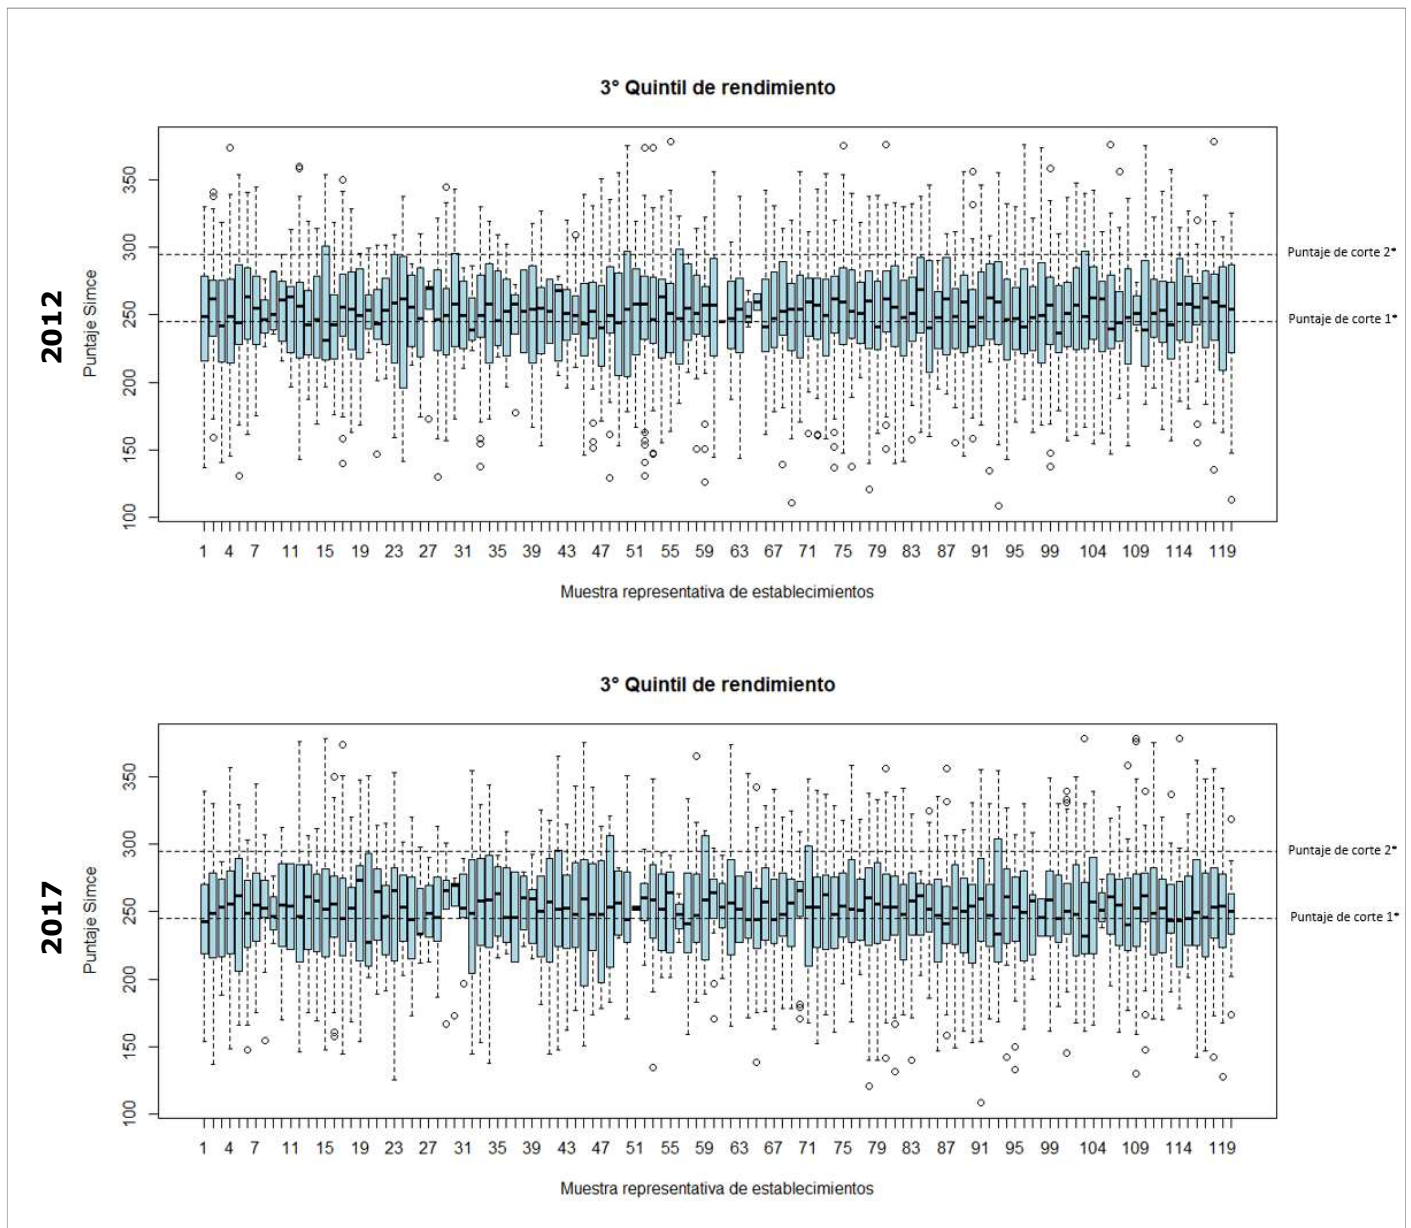 3° Quintil de rendimiento
2012
Puntaje Simce
350
300
250
200
150
100
Puntaje de corte 2*
Puntaje de corte 1*
1 4 7 11 15 19 23 27 31 35 39 43 47 51 55 59 63 67 71 75 79 83 87 91 95 99 104 109 114 119
Muestra representativa de establecimientos
3° Quintil de rendimiento
2017
Puntaje Simce
350
300
250
200
150
100
Puntaje de corte 2*
Puntaje de corte 1*
1 4 7 11 15 19 23 27 31 35 39 43 47 51 55 59 63 67 71 75 79 83 87 91 95 99 104 109 114 119
Muestra representativa de establecimientos